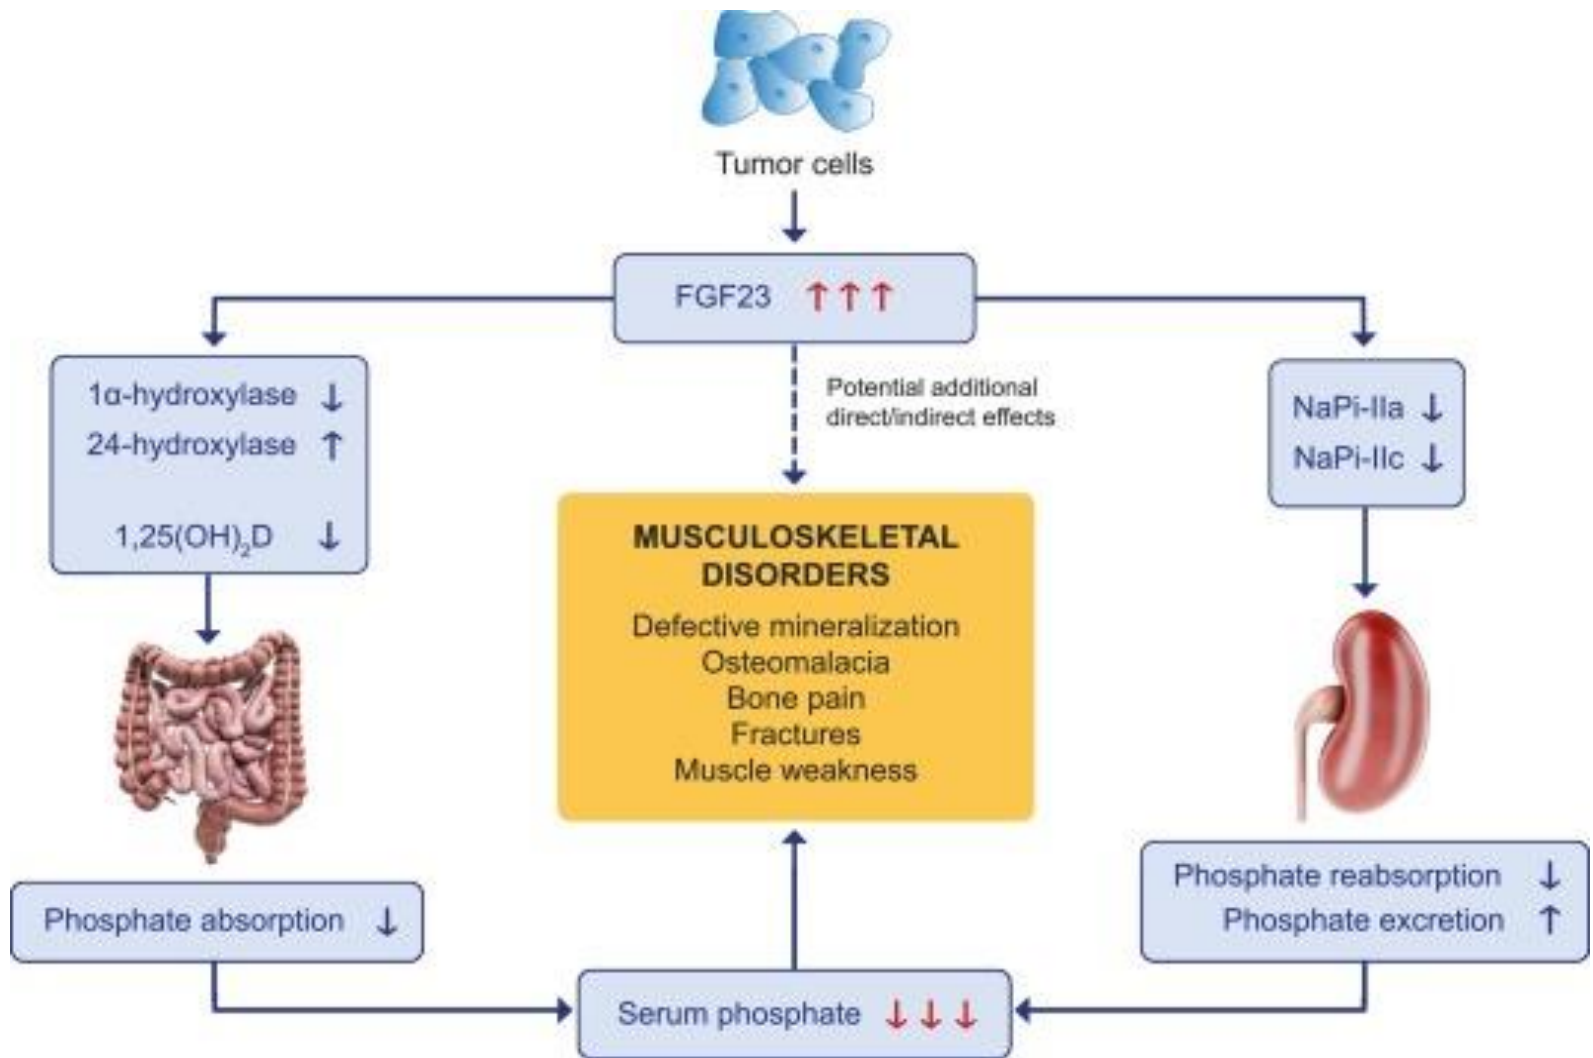 Tumor cells
FGF23 ↑ ↑ ↑
1α-hydroxylase ↓
24-hydroxylase ↑
1,25(OH)₂D ↓
Potential additional
direct/indirect effects
NaPi-IIa ↓
NaPi-IIc ↓
MUSCULOSKELETAL
DISORDERS
Defective mineralization
Osteomalacia
Bone pain
Fractures
Muscle weakness
Phosphate absorption ↓
Phosphate reabsorption ↓
Phosphate excretion ↑
Serum phosphate ↓ ↓ ↓